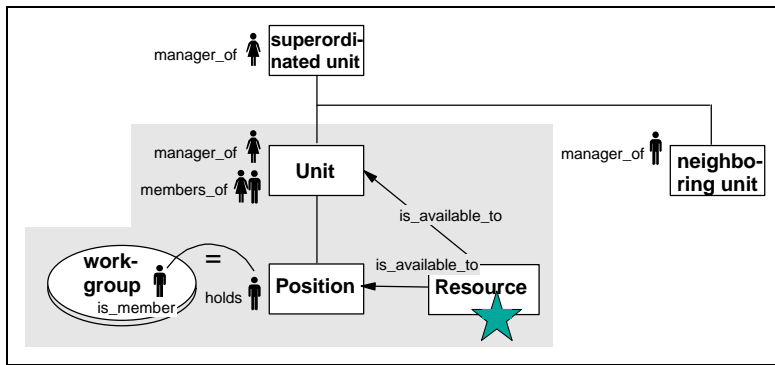 superordi-
nated unit
manager_of
manager_of
Unit
members_of
manager_of
neighbo-
ring unit
is_available_to
is_available_to
work-
group
=
is_member
holds
Position
Resource